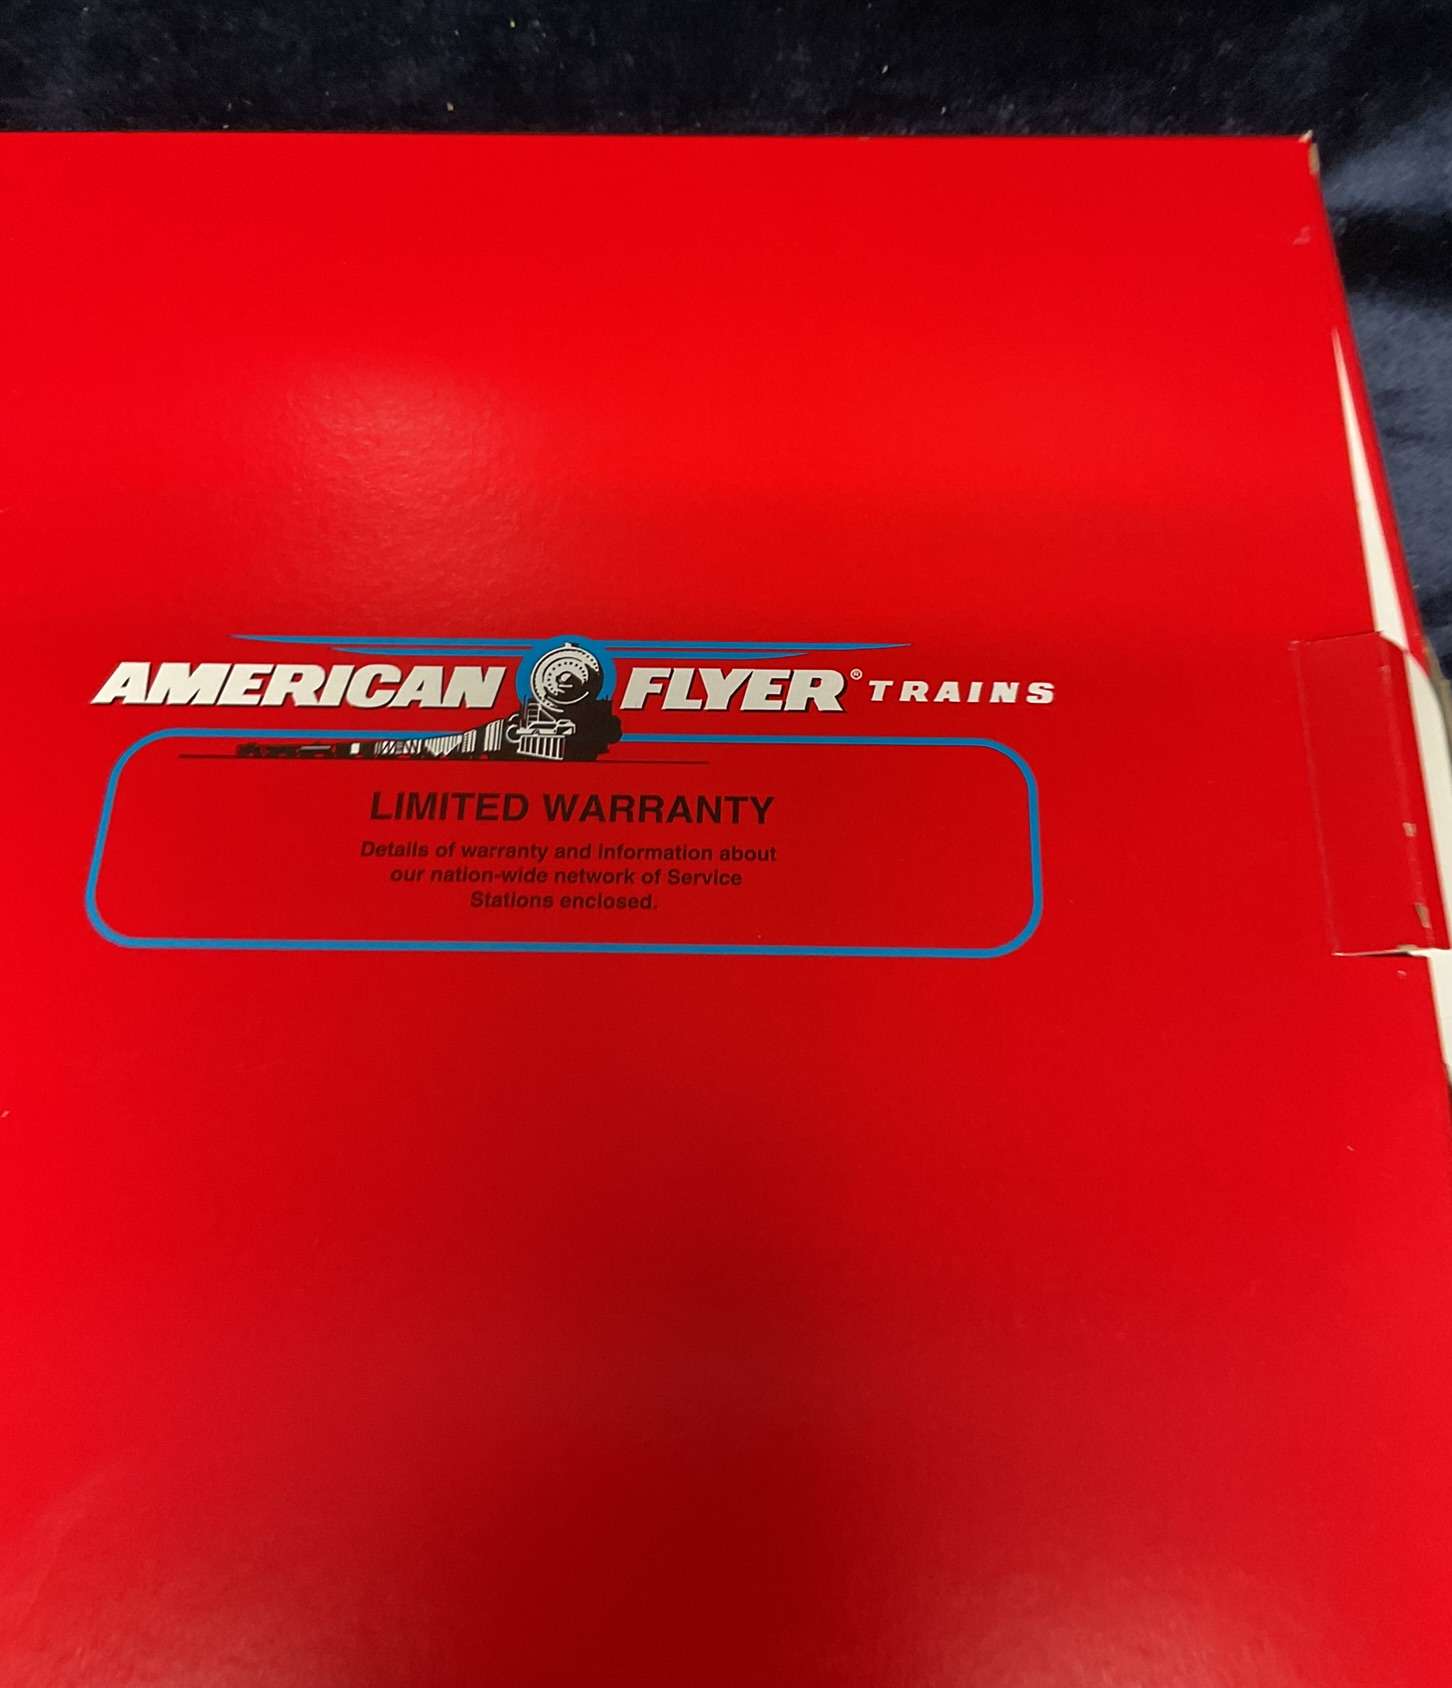 AMERICAN FLYER® TRAINS
LIMITED WARRANTY
Details of warranty and information about
our nation-wide network of Service
Stations enclosed.